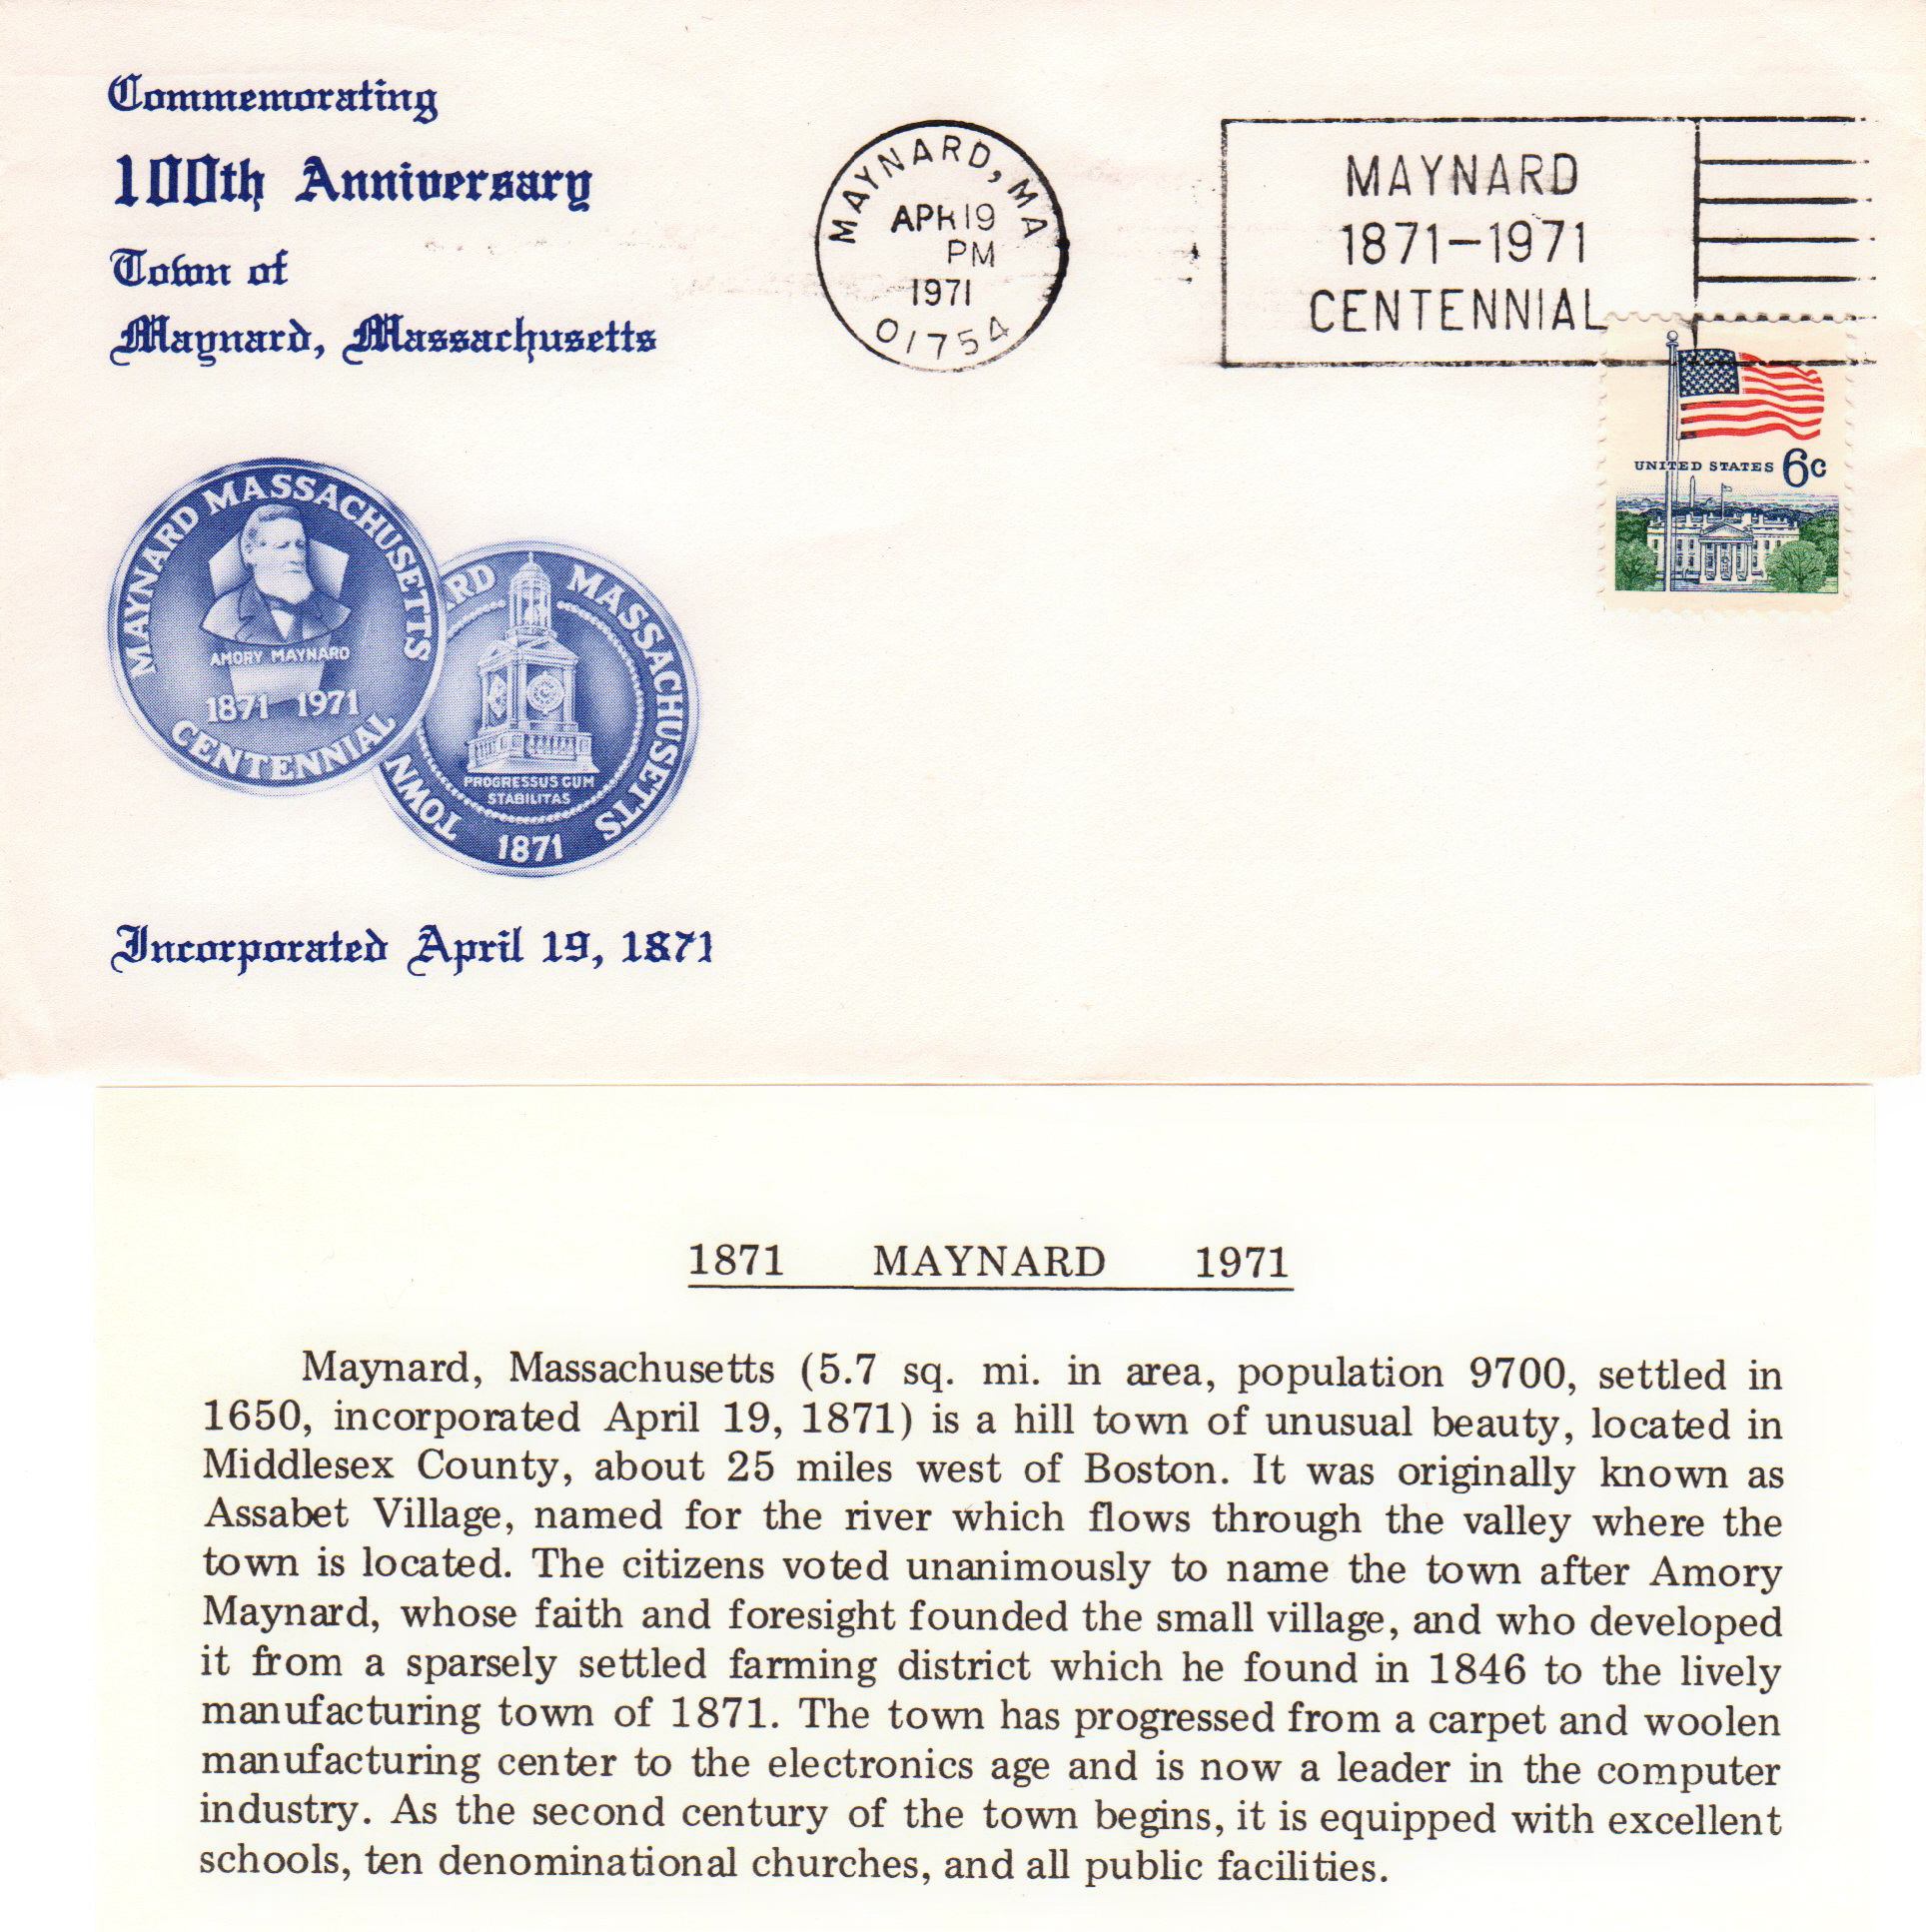 Commemorating
100th Anniversary
Town of
Maynard, Massachusetts
MAYNARD, MA
APR 19
PM
1971
01754
MAYNARD
1871-1971
CENTENNIAL
UNITED STATES 6c
MAYNARD MASSACHUSETTS
AMORY MAYNARD
1871 1971
CENTENNIAL
RD MASSACHUSETTS
PROGRESSUS CUM
STABILITAS
TOWN
1871
Incorporated April 19, 1871
1871 MAYNARD 1971
Maynard, Massachusetts (5.7 sq. mi. in area, population 9700, settled in
1650, incorporated April 19, 1871) is a hill town of unusual beauty, located in
Middlesex County, about 25 miles west of Boston. It was originally known as
Assabet Village, named for the river which flows through the valley where the
town is located. The citizens voted unanimously to name the town after Amory
Maynard, whose faith and foresight founded the small village, and who developed
it from a sparsely settled farming district which he found in 1846 to the lively
manufacturing town of 1871. The town has progressed from a carpet and woolen
manufacturing center to the electronics age and is now a leader in the computer
industry. As the second century of the town begins, it is equipped with excellent
schools, ten denominational churches, and all public facilities.